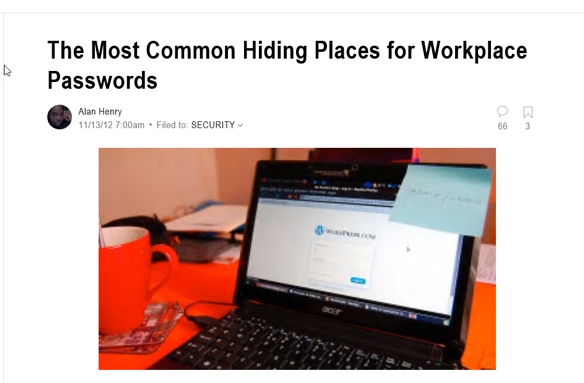 The Most Common Hiding Places for Workplace
Passwords
Alan Henry
11/13/12 7:00am • Filed to: SECURITY
66
3
WORDPRESS.COM
acer